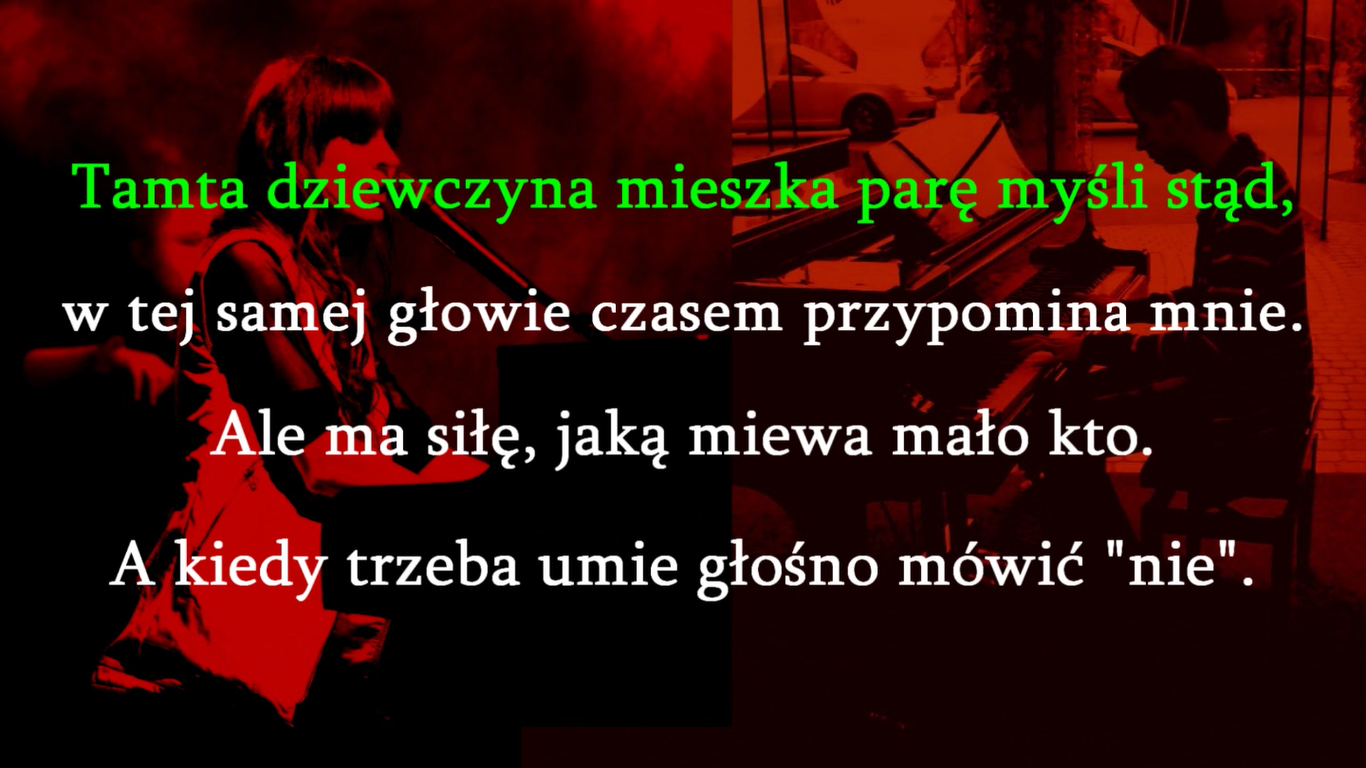 Tamta dziewczyna mieszka parę myśli stąd,
w tej samej głowie czasem przypomina mnie.
Ale ma siłę, jaką miewa mało kto.
A kiedy trzeba umie głośno mówić "nie".